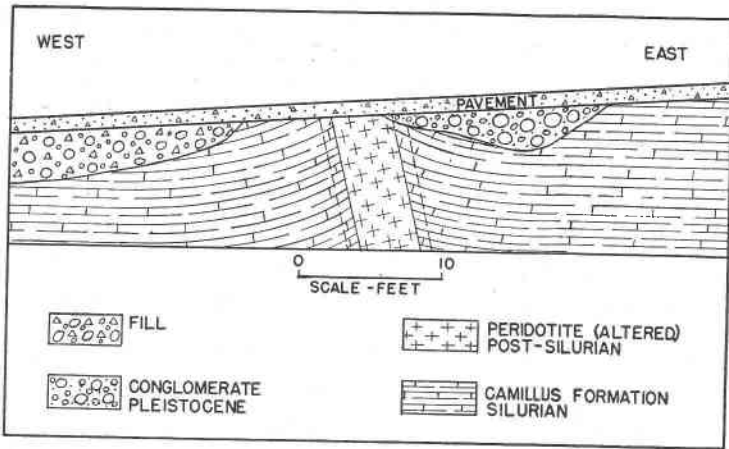 WEST
EAST
PAVEMENT
0 10
SCALE-FEET
FILL
PERIDOTITE (ALTERED)
POST-SILURIAN
CONGLOMERATE
PLEISTOCENE
CAMILLUS FORMATION
SILURIAN